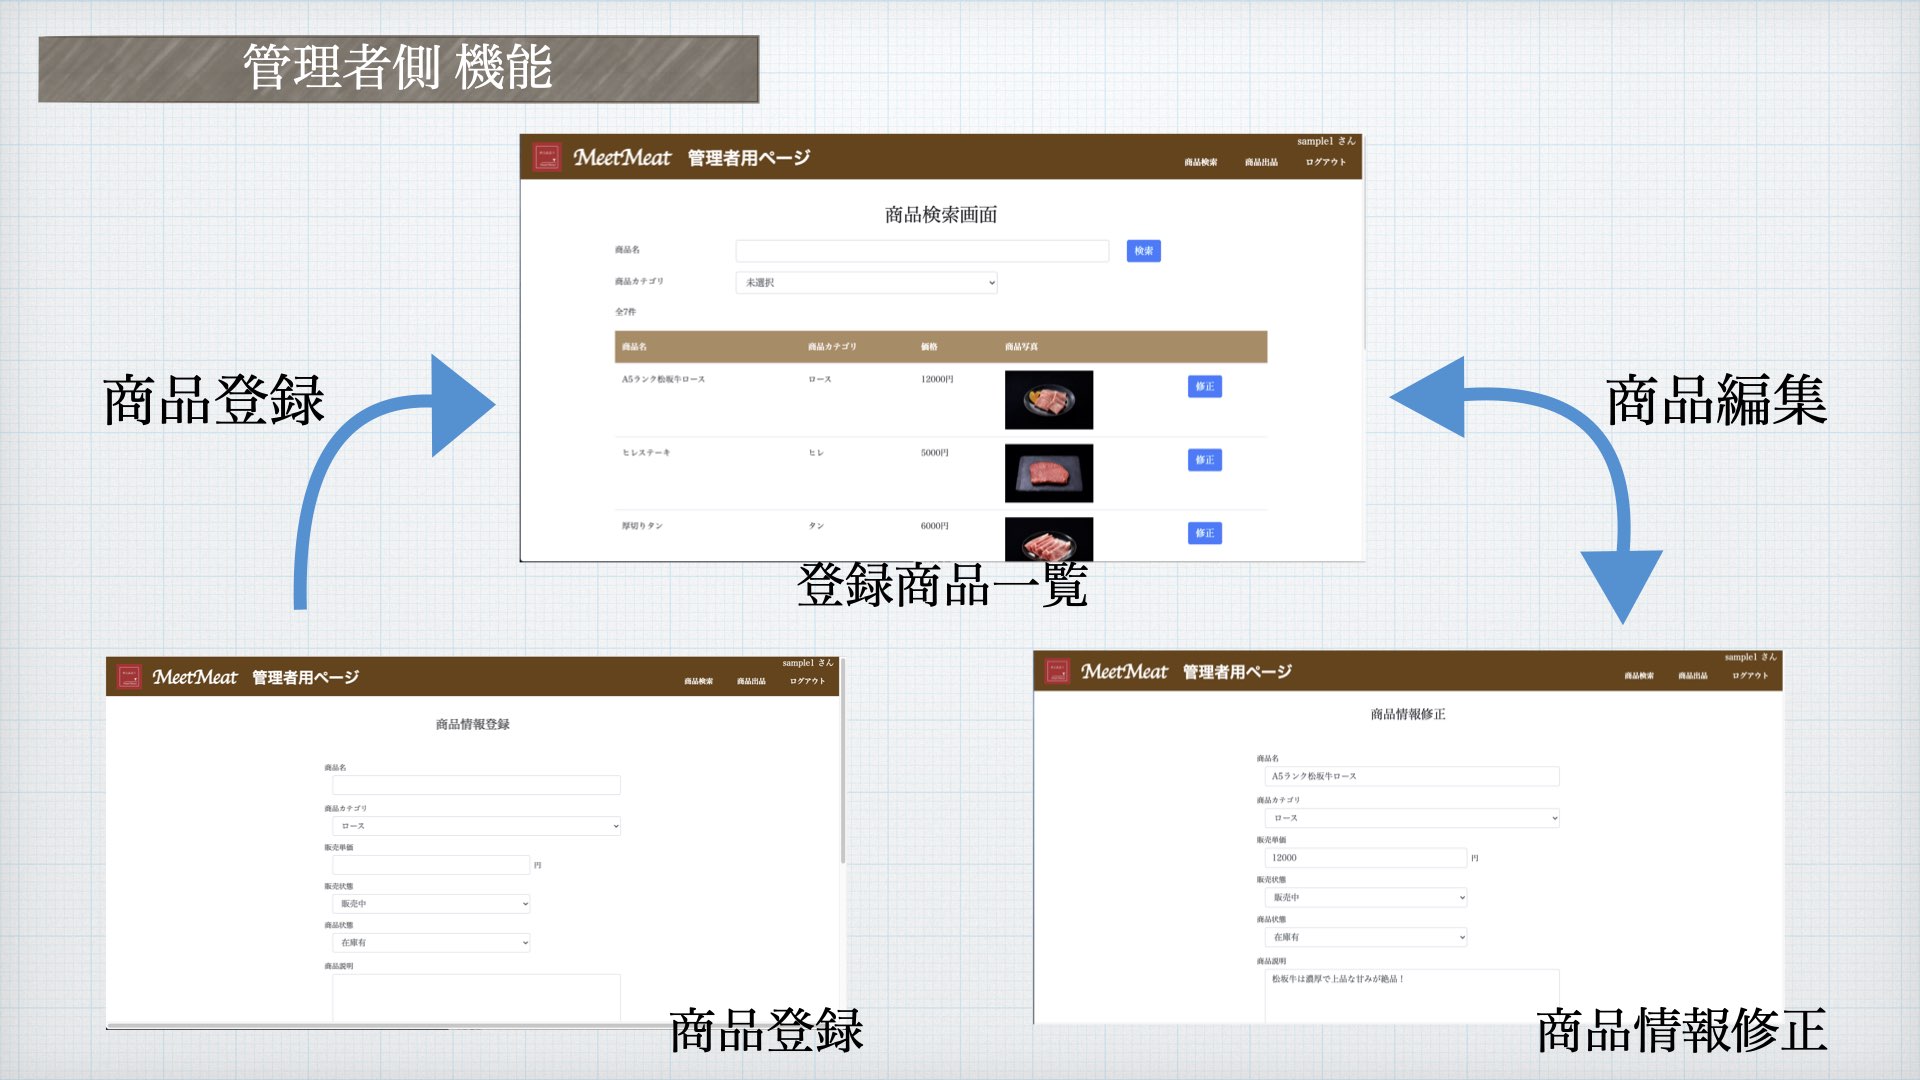 管理者側 機能
MeetMeat 管理者用ページ
sample1 さん
商品検索 商品出品 ログアウト
商品検索画面
商品名
検索
商品カテゴリ
未選択
全7件
商品名 商品カテゴリ 価格 商品写真
A5ランク松坂牛ロース ロース 12000円 修正
ヒレステーキ ヒレ 5000円 修正
厚切りタン タン 6000円 修正
登録商品一覧
商品登録
商品編集
MeetMeat 管理者用ページ
sample1 さん
商品検索 商品出品 ログアウト
商品情報登録
商品名
商品カテゴリ
ロース
販売単価
円
販売状態
販売中
商品状態
在庫有
商品説明
商品登録
MeetMeat 管理者用ページ
sample1 さん
商品検索 商品出品 ログアウト
商品情報修正
商品名
A5ランク松坂牛ロース
商品カテゴリ
ロース
販売単価
12000 円
販売状態
販売中
商品状態
在庫有
商品説明
松坂牛は濃厚で上品な甘みが絶品！
商品情報修正